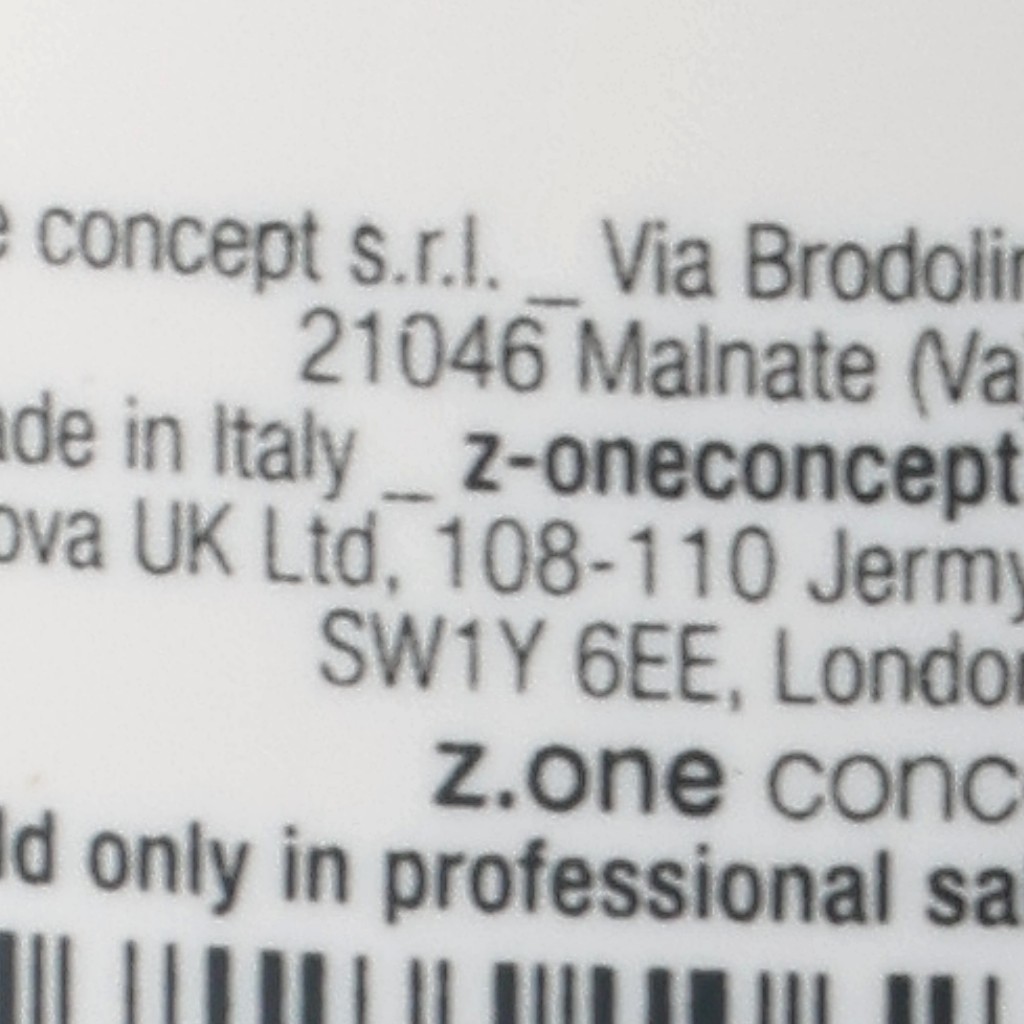 e concept s.r.l. _ Via Brodolin
21046 Malnate (Va
ade in Italy _ z-oneconcept
ova UK Ltd, 108-110 Jermy
SW1Y 6EE, London
z.one conc
ld only in professional sa